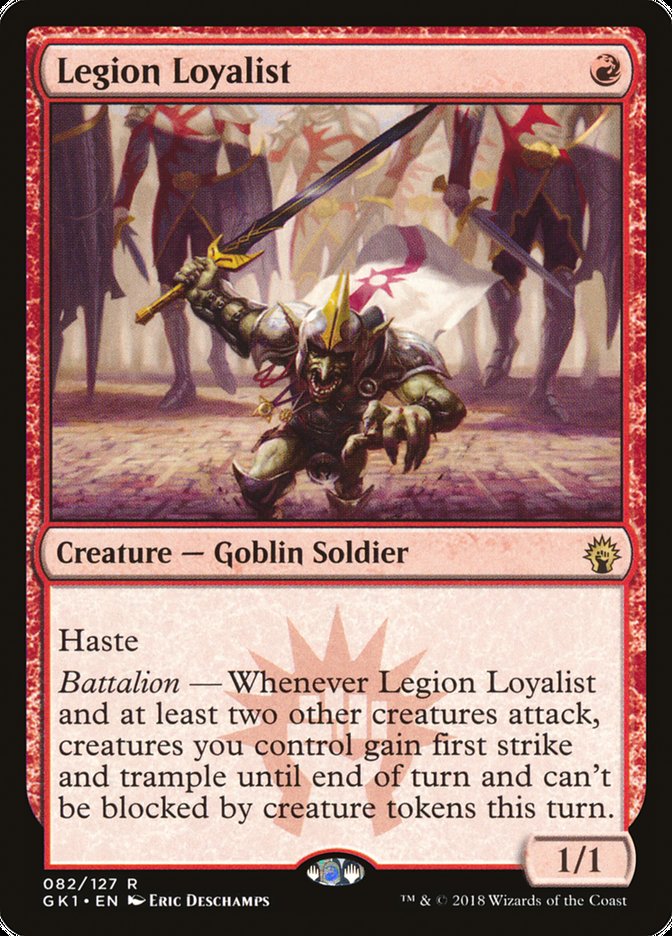 Legion Loyalist
Creature — Goblin Soldier
Haste
Battalion — Whenever Legion Loyalist
and at least two other creatures attack,
creatures you control gain first strike
and trample until end of turn and can't
be blocked by creature tokens this turn.
1/1
082/127 R
GK1 • EN Eric Deschamps
™ & © 2018 Wizards of the Coast